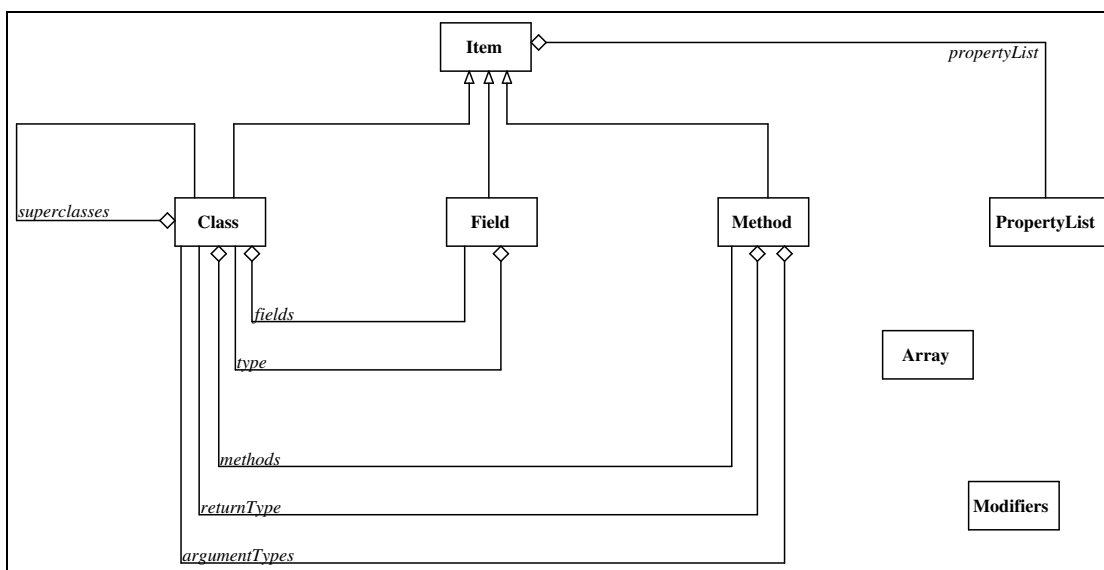 Item
propertyList
superclasses
Class
Field
Method
PropertyList
fields
Array
type
methods
Modifiers
returnType
argumentTypes